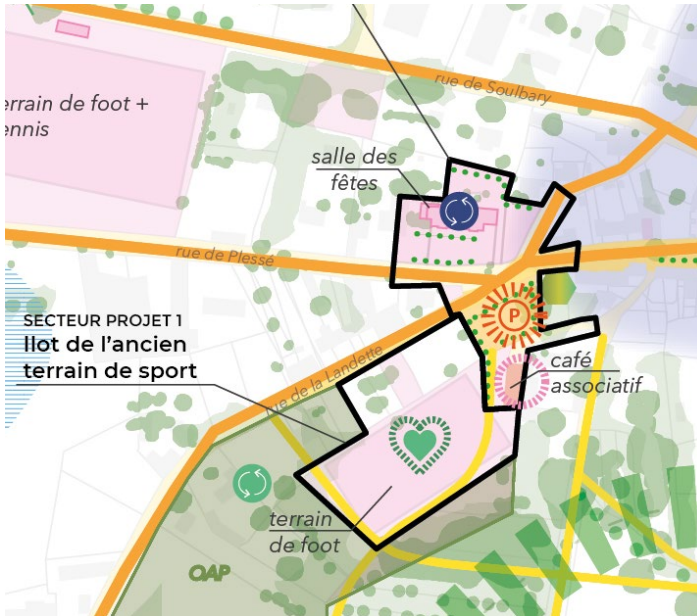 rue de Soulbary
errain de foot +
ennis
salle des
fêtes
rue de Plessé
P
SECTEUR PROJET 1
Ilot de l'ancien
terrain de sport
rue de la Landette
café
associatif
terrain
de foot
OAP